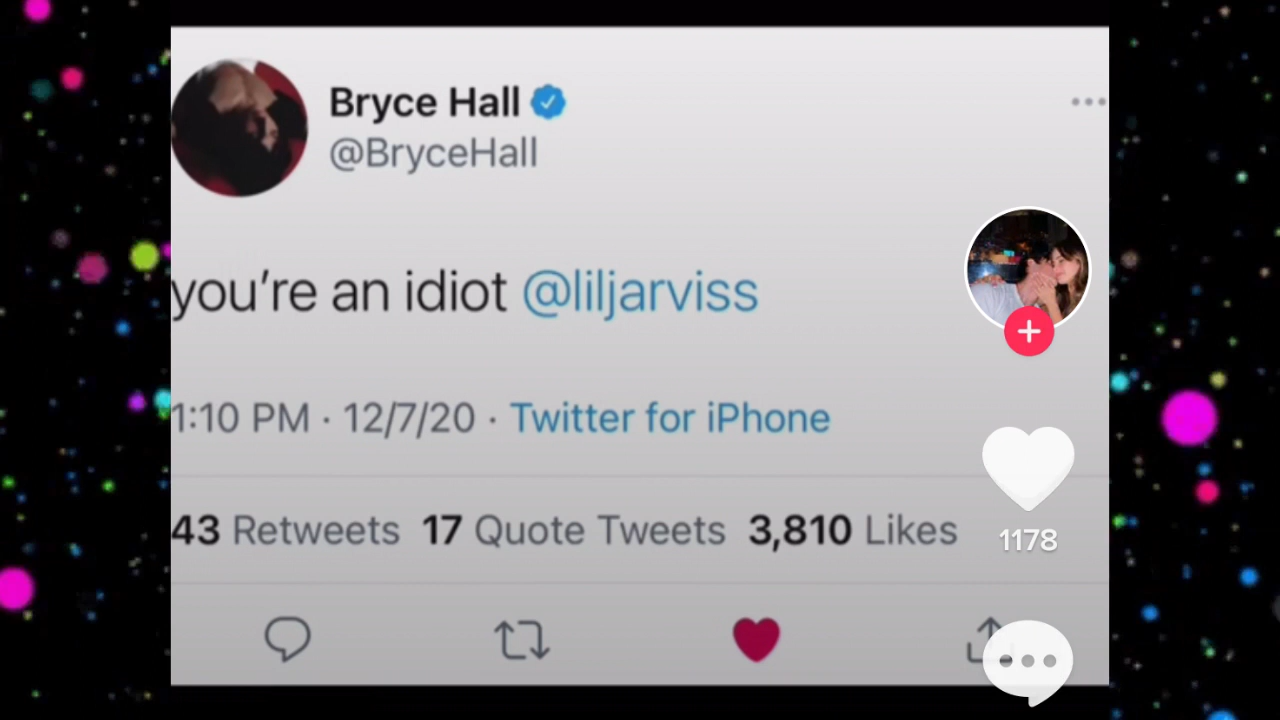 Bryce Hall
@BryceHall
you're an idiot @liljarviss
1:10 PM · 12/7/20 · Twitter for iPhone
43 Retweets 17 Quote Tweets 3,810 Likes
1178